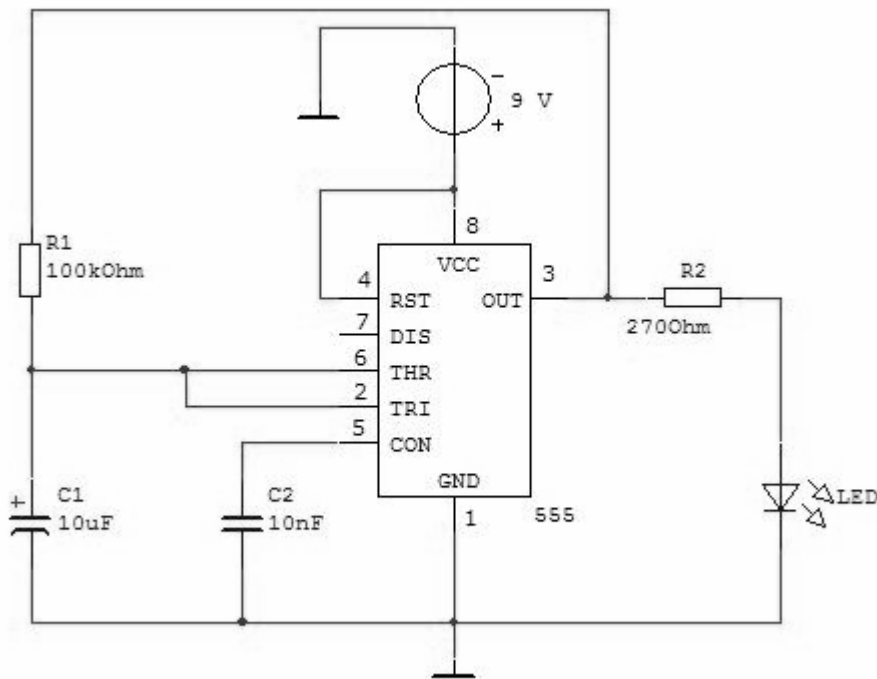 -
9 V
+
8
R1
100kOhm
VCC
4
3
R2
RST
OUT
270Ohm
7
DIS
6
THR
2
TRI
5
CON
GND
+
C1
10uF
C2
10nF
1
555
LED